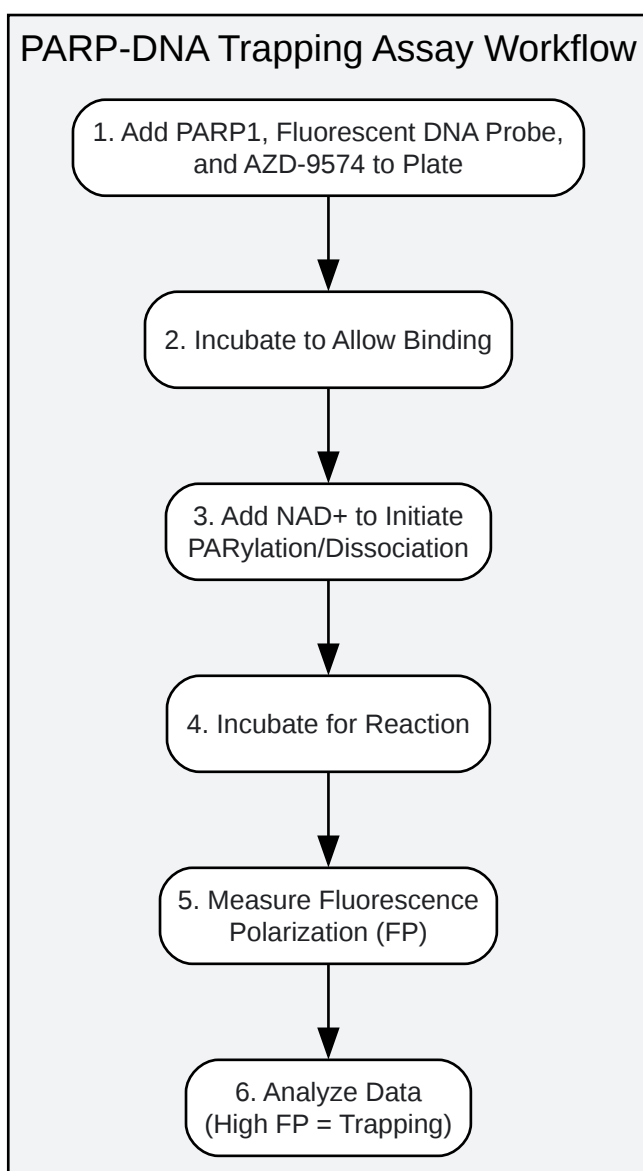 PARP-DNA Trapping Assay Workflow
1. Add PARP1, Fluorescent DNA Probe,
and AZD-9574 to Plate
2. Incubate to Allow Binding
3. Add NAD+ to Initiate
PARylation/Dissociation
4. Incubate for Reaction
5. Measure Fluorescence
Polarization (FP)
6. Analyze Data
(High FP = Trapping)